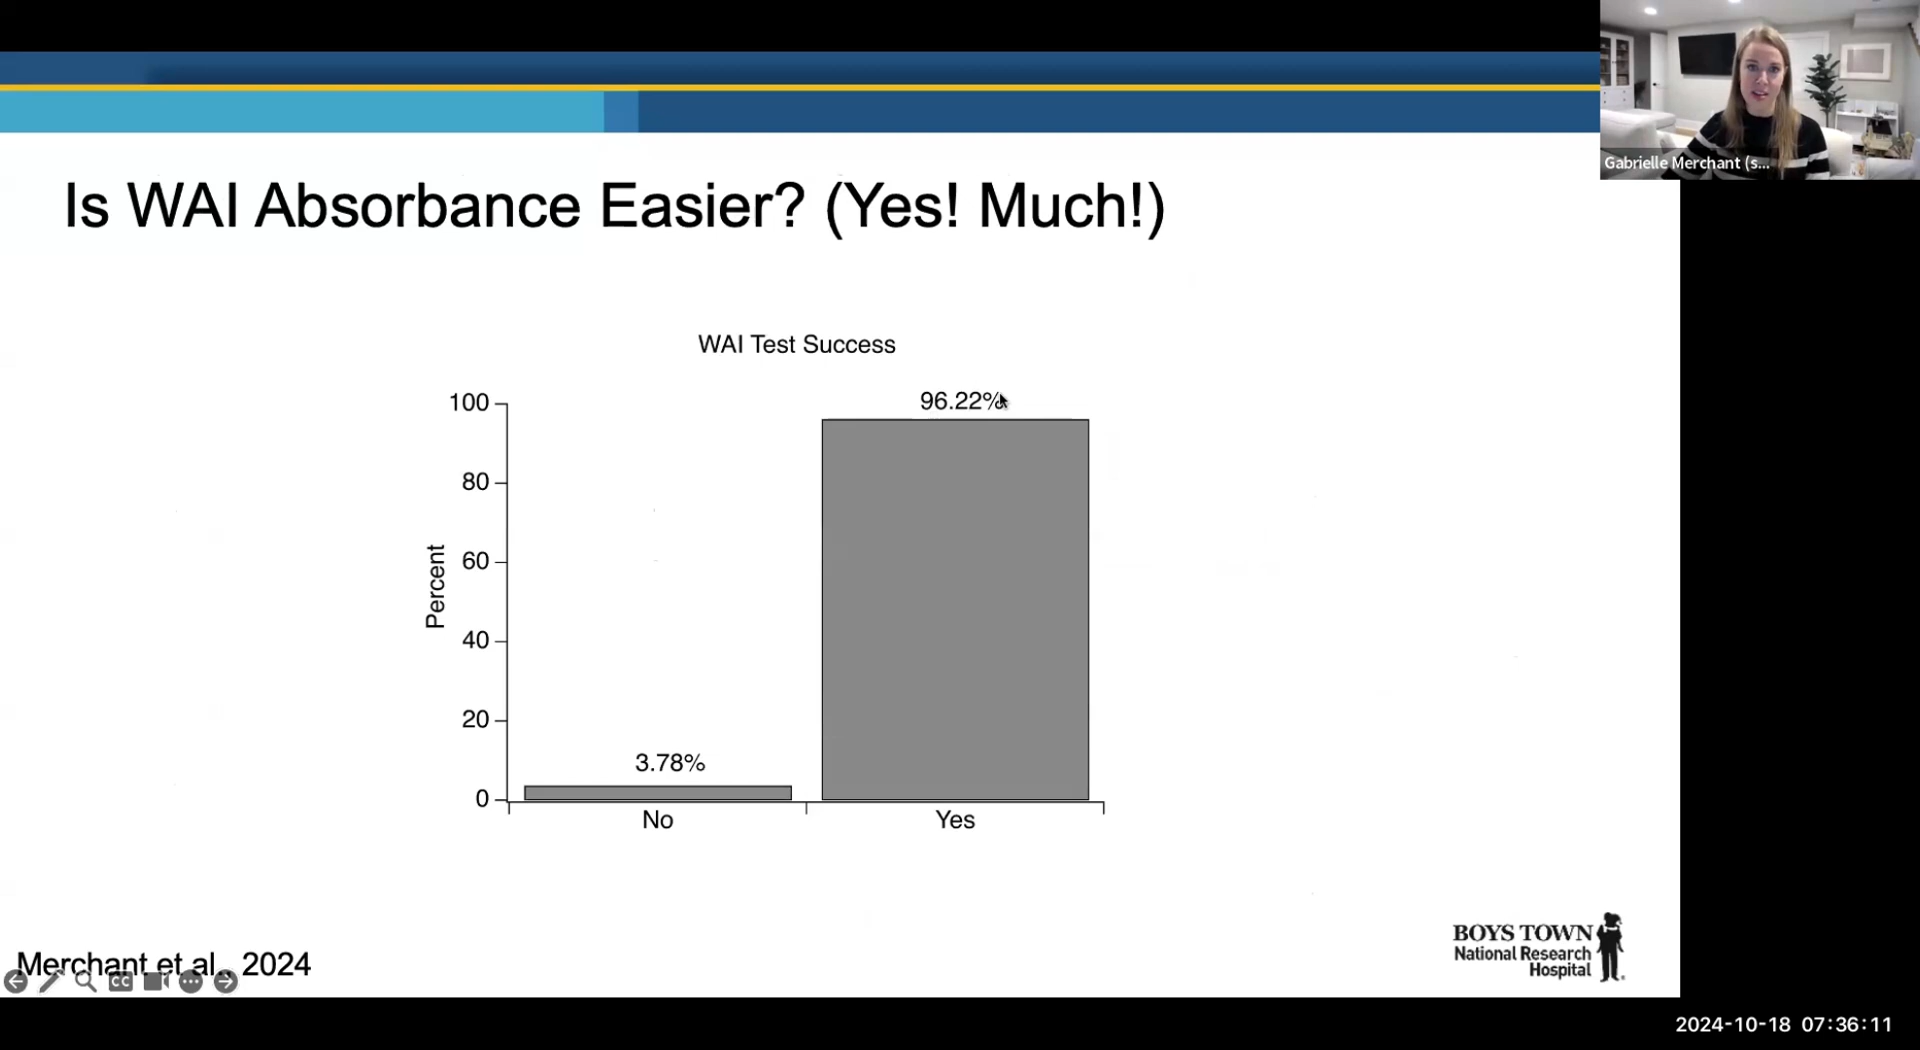 Gabrielle Merchant (s...
Is WAI Absorbance Easier? (Yes! Much!)
WAI Test Success
96.22%
100
80
60
40
20
0
Percent
3.78%
No
Yes
BOYS TOWN
National Research
Hospital
Merchant et al., 2024
CC
2024-10-18 07:36:11